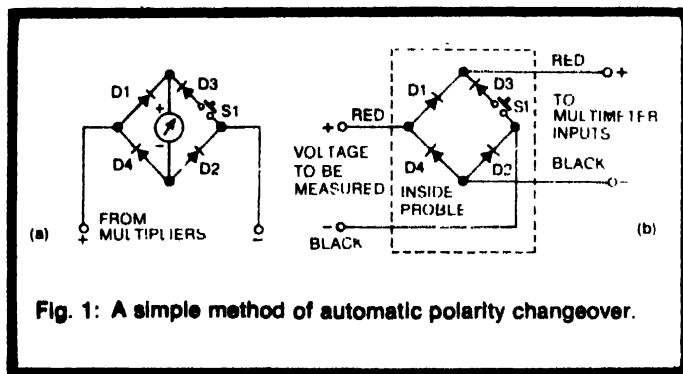 D1
D3
+
S1
−
D4
D2
(a)
FROM
+ MULTIPLIERS −
RED
+
D1
D3
S1
RED
+
TO
MULTIMETER
INPUTS
VOLTAGE
TO BE
MEASURED
D4
D2
BLACK
−
INSIDE
PROBLE
−
BLACK
(b)
Fig. 1: A simple method of automatic polarity changeover.